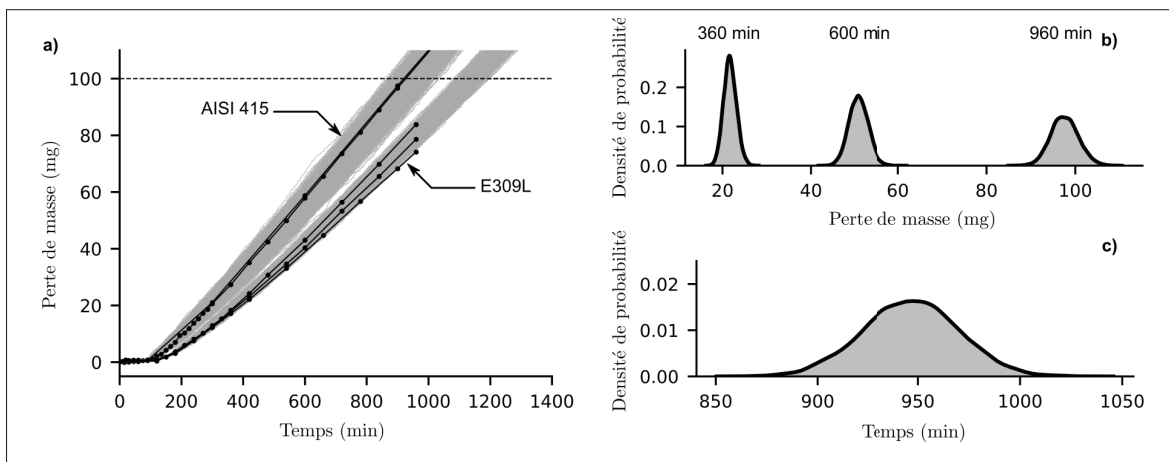 a)
Perte de masse (mg)
100
80
60
40
20
0
AISI 415
E309L
0 200 400 600 800 1000 1200 1400
Temps (min)
b)
360 min 600 min 960 min
Densité de probabilité
0.2
0.1
0.0
20 40 60 80 100
Perte de masse (mg)
c)
Densité de probabilité
0.02
0.01
0.00
850 900 950 1000 1050
Temps (min)